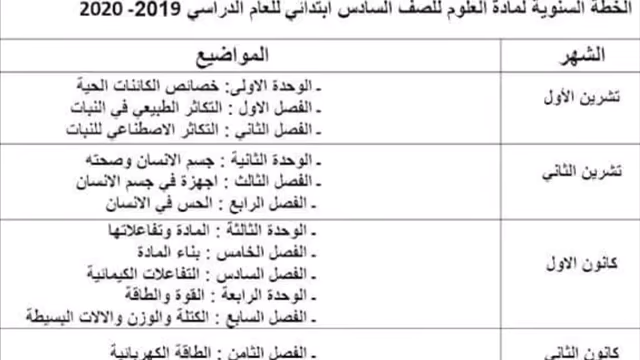 الخطة السنوية لمادة العلوم للصف السادس ابتدائي للعام الدراسي 2019- 2020
الشهر
المواضيع
تشرين الأول
ـ الوحدة الاولى: خصائص الكائنات الحية
ـ الفصل الاول : التكاثر الطبيعي في النبات
ـ الفصل الثاني : التكاثر الاصطناعي للنبات
تشرين الثاني
ـ الوحدة الثانية : جسم الانسان وصحته
ـ الفصل الثالث : اجهزة في جسم الانسان
ـ الفصل الرابع : الحس في الانسان
كانون الاول
ـ الوحدة الثالثة : المادة وتفاعلاتها
ـ الفصل الخامس : بناء المادة
ـ الفصل السادس : التفاعلات الكيمائية
ـ الوحدة الرابعة : القوة والطاقة
ـ الفصل السابع : الكتلة والوزن والالات البسيطة
كانون الثاني
ـ الفصل الثامن : الطاقة الكهربائية